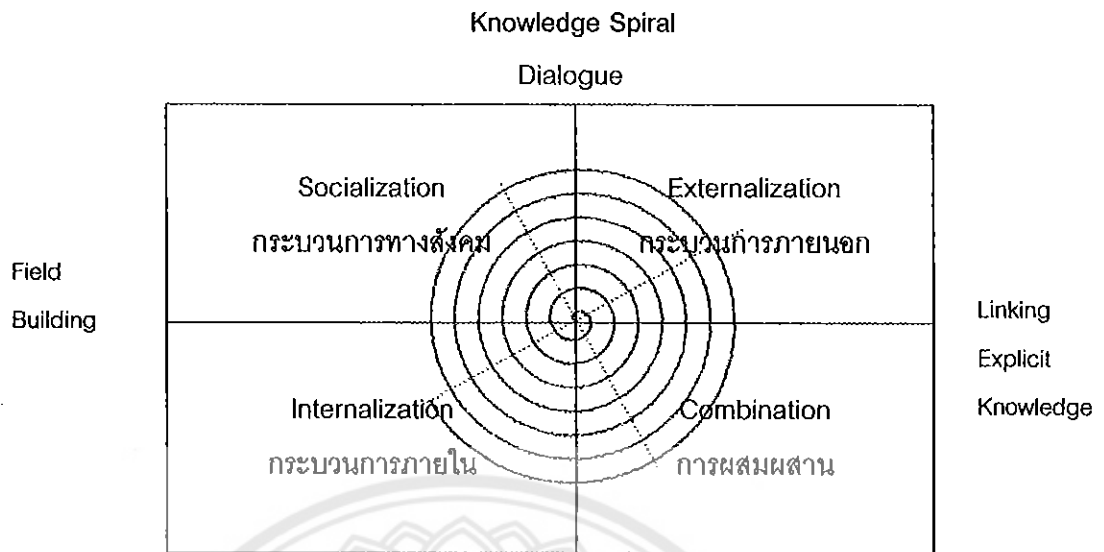 Knowledge Spiral
Dialogue
Socialization
Externalization
กระบวนการทางสังคม
กระบวนการภายนอก
Field
Building
Linking
Explicit
Knowledge
Internalization
Combination
กระบวนการภายใน
การผสมผสาน